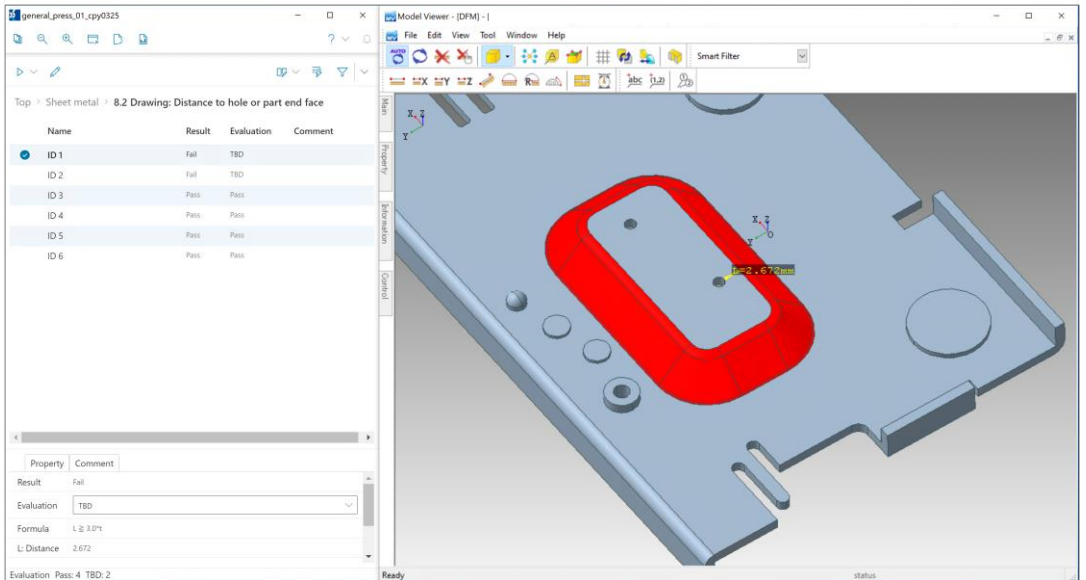 general_press_01_cpy0325
Top > Sheet metal > 8.2 Drawing: Distance to hole or part end face
Name Result Evaluation Comment
ID 1 Fail TBD
ID 2 Fail TBD
ID 3 Pass Pass
ID 4 Pass Pass
ID 5 Pass Pass
ID 6 Pass Pass
Property Comment
Result Fail
Evaluation TBD
Formula L ≧ 3.0*t
L: Distance 2.672
Evaluation Pass: 4 TBD: 2
Model Viewer - [DFM] - |
File Edit View Tool Window Help
AUTO
Smart Filter
X Y Z R
abc (1,2)
Main
Property
Information
Control
X, Z
Y
X, Z
Y O
L=2.672mm
Ready status